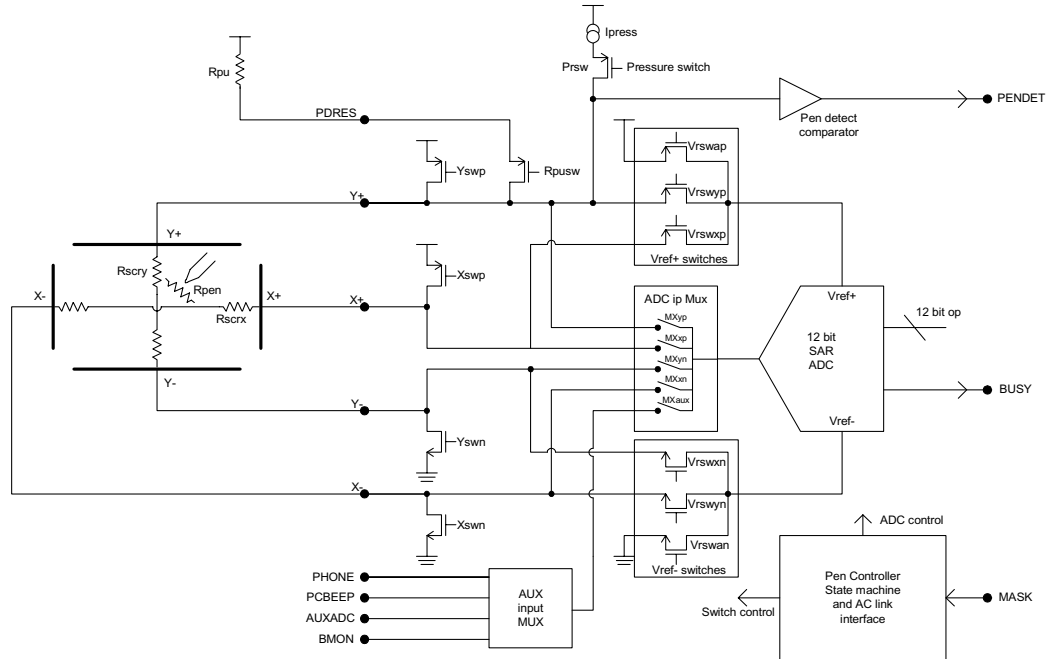 Ipress
Rpu
Prsw
Pressure switch
PDRES
PENDET
Pen detect
comparator
Yswp
Rpusw
Vrswap
Vrswyp
Vrswxp
Vref+ switches
Y+
Y+
Rscry
Rpen
X-
X+
Rscrx
X+
Xswp
ADC ip Mux
MXyp
MXxp
MXyn
MXxn
MXaux
Vref+
12 bit
SAR
ADC
Vref-
12 bit op
BUSY
Y-
Y-
Yswn
X-
Xswn
Vrswxn
Vrswyn
Vrswan
Vref- switches
ADC control
Pen Controller
State machine
and AC link
interface
MASK
Switch control
PHONE
PCBEEP
AUXADC
BMON
AUX
input
MUX